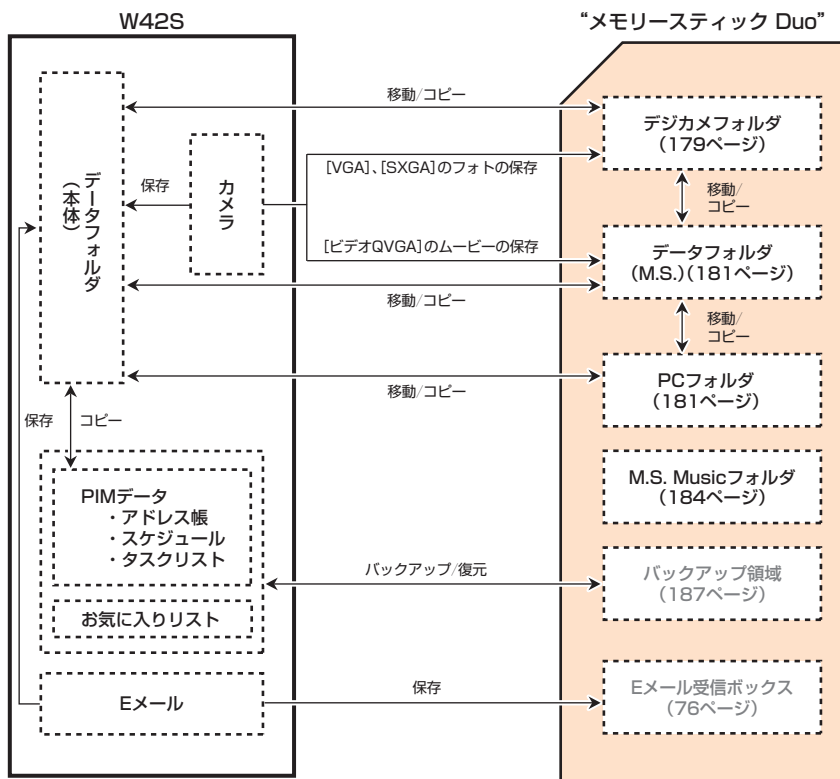 W42S
“メモリースティック Duo”
データフォルダ
(本体)
保存
カメラ
移動/コピー
[VGA]、[SXGA]のフォトの保存
[ビデオQVGA]のムービーの保存
移動/コピー
移動/コピー
デジカメフォルダ
(179ページ)
移動/
コピー
データフォルダ
(M.S.)(181ページ)
移動/
コピー
PCフォルダ
(181ページ)
M.S. Musicフォルダ
(184ページ)
保存
コピー
PIMデータ
・アドレス帳
・スケジュール
・タスクリスト
お気に入りリスト
バックアップ/復元
バックアップ領域
(187ページ)
Eメール
保存
Eメール受信ボックス
(76ページ)